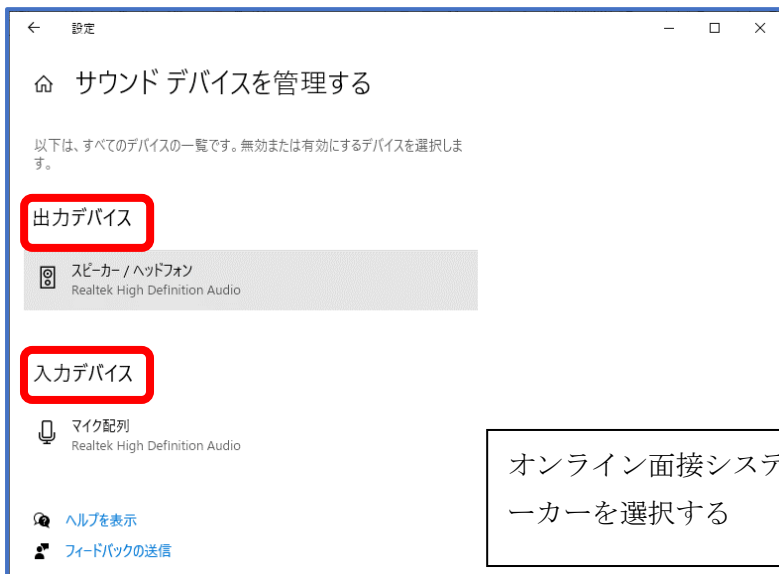 設定
サウンド デバイスを管理する
以下は、すべてのデバイスの一覧です。無効または有効にするデバイスを選択しま
す。
出力デバイス
スピーカー / ヘッドフォン
Realtek High Definition Audio
入力デバイス
マイク配列
Realtek High Definition Audio
オンライン面接システ
ーカーを選択する
ヘルプを表示
フィードバックの送信